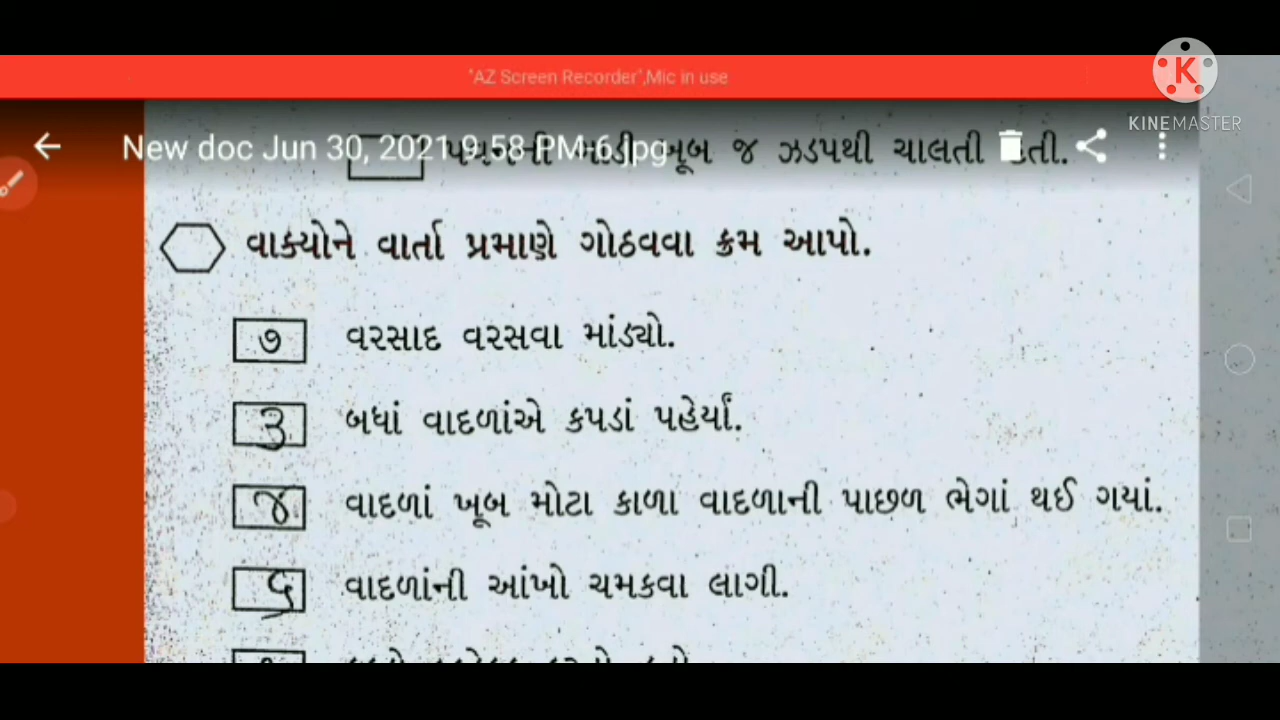 "AZ Screen Recorder",Mic in use
KINEMASTER
New doc Jun 30, 2021 9:58 PM-6.jpg
ખૂબ જ ઝડપથી ચાલતી હતી.
વાક્યોને વાર્તા પ્રમાણે ગોઠવવા ક્રમ આપો.
૭ વરસાદ વરસવા માંડ્યો.
૩ બધાં વાદળાંએ કપડાં પહેર્યાં.
૪ વાદળાં ખૂબ મોટા કાળા વાદળાની પાછળ ભેગાં થઈ ગયાં.
વાદળાંની આંખો ચમકવા લાગી.